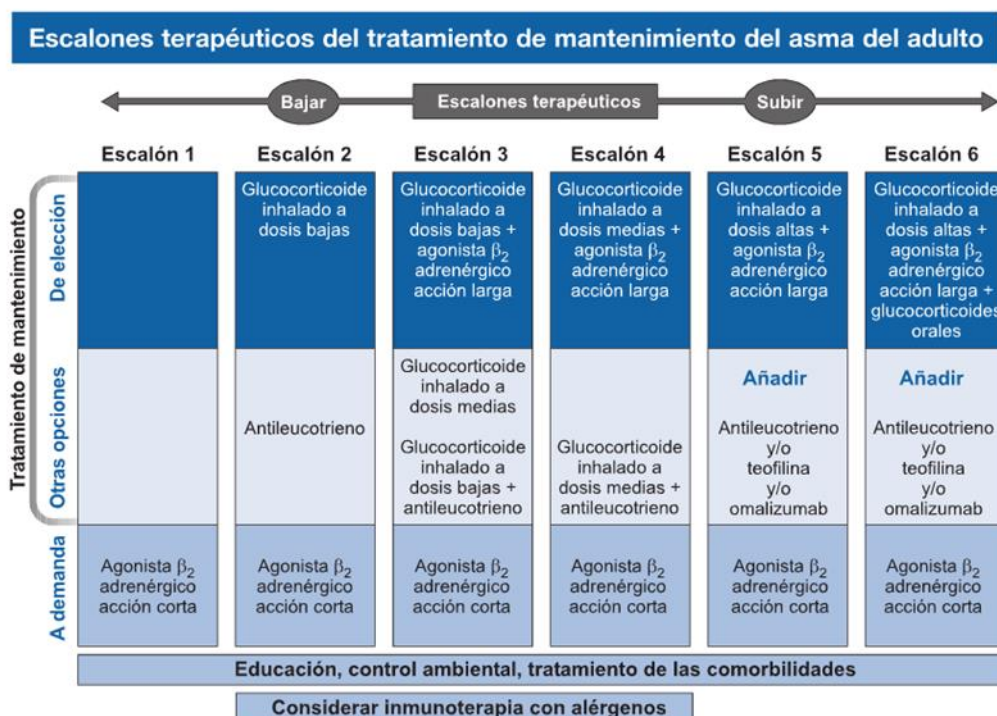 Escalones terapéuticos del tratamiento de mantenimiento del asma del adulto
Bajar
Escalones terapéuticos
Subir
Escalón 1
Escalón 2
Escalón 3
Escalón 4
Escalón 5
Escalón 6
Tratamiento de mantenimiento
De elección
Glucocorticoide
inhalado a
dosis bajas
Glucocorticoide
inhalado a
dosis bajas +
agonista β2
adrenérgico
acción larga
Glucocorticoide
inhalado a
dosis medias +
agonista β2
adrenérgico
acción larga
Glucocorticoide
inhalado a
dosis altas +
agonista β2
adrenérgico
acción larga
Glucocorticoide
inhalado a
dosis altas +
agonista β2
adrenérgico
acción larga +
glucocorticoides
orales
Otras opciones
Antileucotrieno
Glucocorticoide
inhalado a
dosis medias
Glucocorticoide
inhalado a
dosis bajas +
antileucotrieno
Glucocorticoide
inhalado a
dosis medias +
antileucotrieno
Añadir
Antileucotrieno
y/o
teofilina
y/o
omalizumab
Añadir
Antileucotrieno
y/o
teofilina
y/o
omalizumab
A demanda
Agonista β2
adrenérgico
acción corta
Agonista β2
adrenérgico
acción corta
Agonista β2
adrenérgico
acción corta
Agonista β2
adrenérgico
acción corta
Agonista β2
adrenérgico
acción corta
Agonista β2
adrenérgico
acción corta
Educación, control ambiental, tratamiento de las comorbilidades
Considerar inmunoterapia con alérgenos